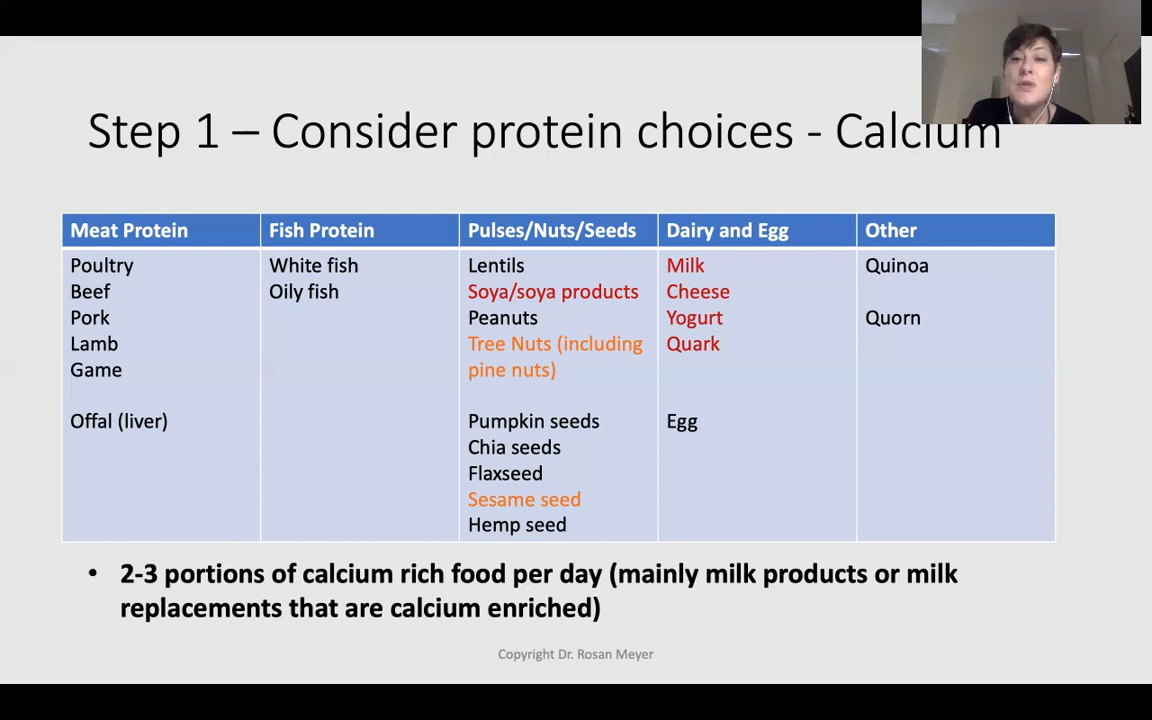 Step 1 – Consider protein choices - Calcium
Meat Protein
Fish Protein
Pulses/Nuts/Seeds
Dairy and Egg
Other
Poultry
Beef
Pork
Lamb
Game
Offal (liver)
White fish
Oily fish
Lentils
Soya/soya products
Peanuts
Tree Nuts (including
pine nuts)
Pumpkin seeds
Chia seeds
Flaxseed
Sesame seed
Hemp seed
Milk
Cheese
Yogurt
Quark
Egg
Quinoa
Quorn
• 2-3 portions of calcium rich food per day (mainly milk products or milk
replacements that are calcium enriched)
Copyright Dr. Rosan Meyer